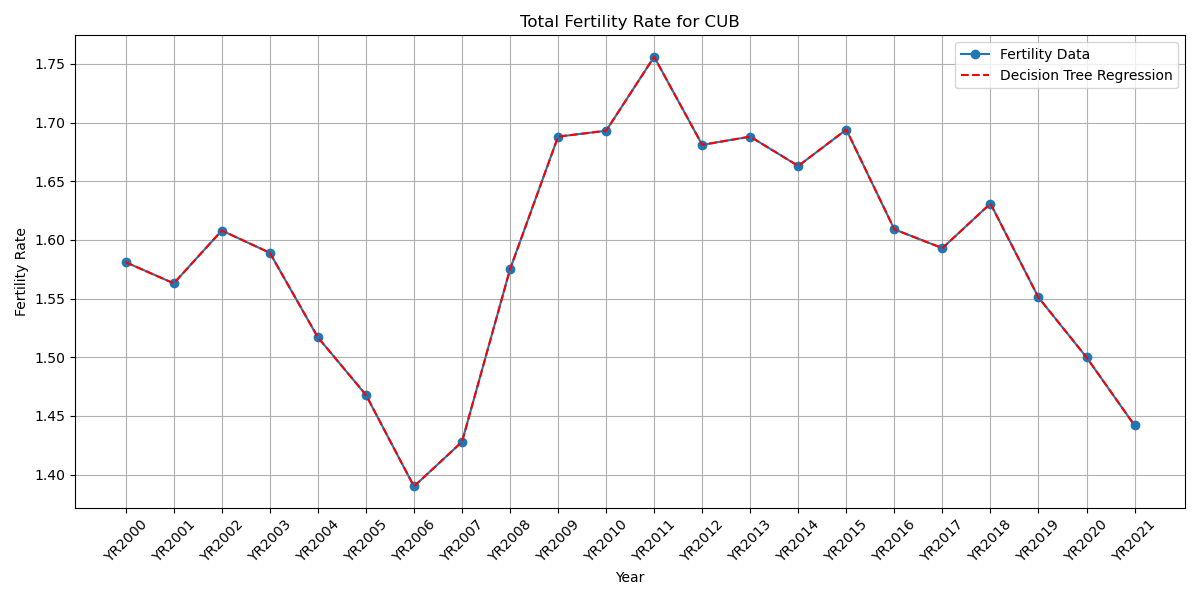 Total Fertility Rate for CUB
Fertility Data
Decision Tree Regression
Fertility Rate
1.75
1.70
1.65
1.60
1.55
1.50
1.45
1.40
YR2000
YR2001
YR2002
YR2003
YR2004
YR2005
YR2006
YR2007
YR2008
YR2009
YR2010
YR2011
YR2012
YR2013
YR2014
YR2015
YR2016
YR2017
YR2018
YR2019
YR2020
YR2021
Year